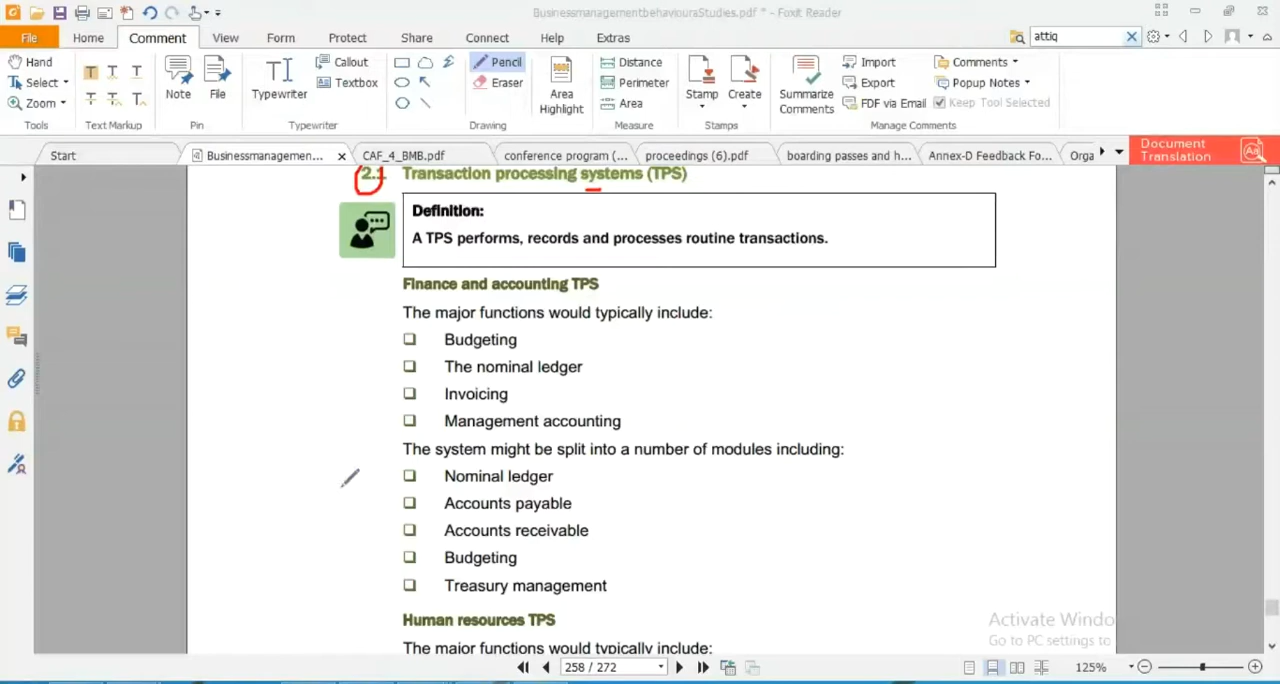 BusinessmanagementbehaviouraStudies.pdf * - Foxit Reader
File Home Comment View Form Protect Share Connect Help Extras attiq
Hand Select Zoom Tools
Text Markup
Note File Pin
Typewriter Callout Textbox Typewriter
Pencil Eraser Drawing
Area Highlight
Distance Perimeter Area Measure
Stamp Create Stamps
Summarize Comments Import Export FDF via Email Comments Popup Notes Keep Tool Selected Manage Comments
Start Businessmanagemen... CAF_4_BMB.pdf conference program (... proceedings (6).pdf boarding passes and h... Annex-D Feedback Fo... Orga Document Translation
2.1 Transaction processing systems (TPS)
Definition:
A TPS performs, records and processes routine transactions.
Finance and accounting TPS
The major functions would typically include:
❑ Budgeting
❑ The nominal ledger
❑ Invoicing
❑ Management accounting
The system might be split into a number of modules including:
❑ Nominal ledger
❑ Accounts payable
❑ Accounts receivable
❑ Budgeting
❑ Treasury management
Human resources TPS
The major functions would typically include:
Activate Windo
Go to PC settings to
258 / 272 125%